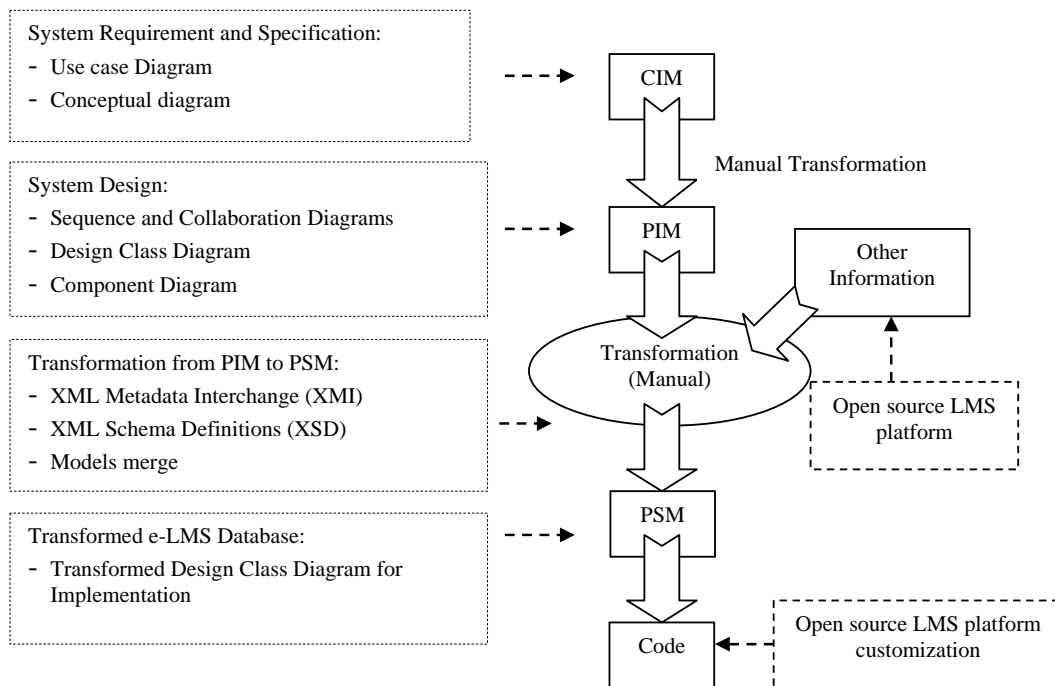 System Requirement and Specification:
- Use case Diagram
- Conceptual diagram
CIM
Manual Transformation
System Design:
- Sequence and Collaboration Diagrams
- Design Class Diagram
- Component Diagram
PIM
Other
Information
Transformation from PIM to PSM:
- XML Metadata Interchange (XMI)
- XML Schema Definitions (XSD)
- Models merge
Transformation
(Manual)
Open source LMS
platform
Transformed e-LMS Database:
- Transformed Design Class Diagram for
Implementation
PSM
Code
Open source LMS platform
customization